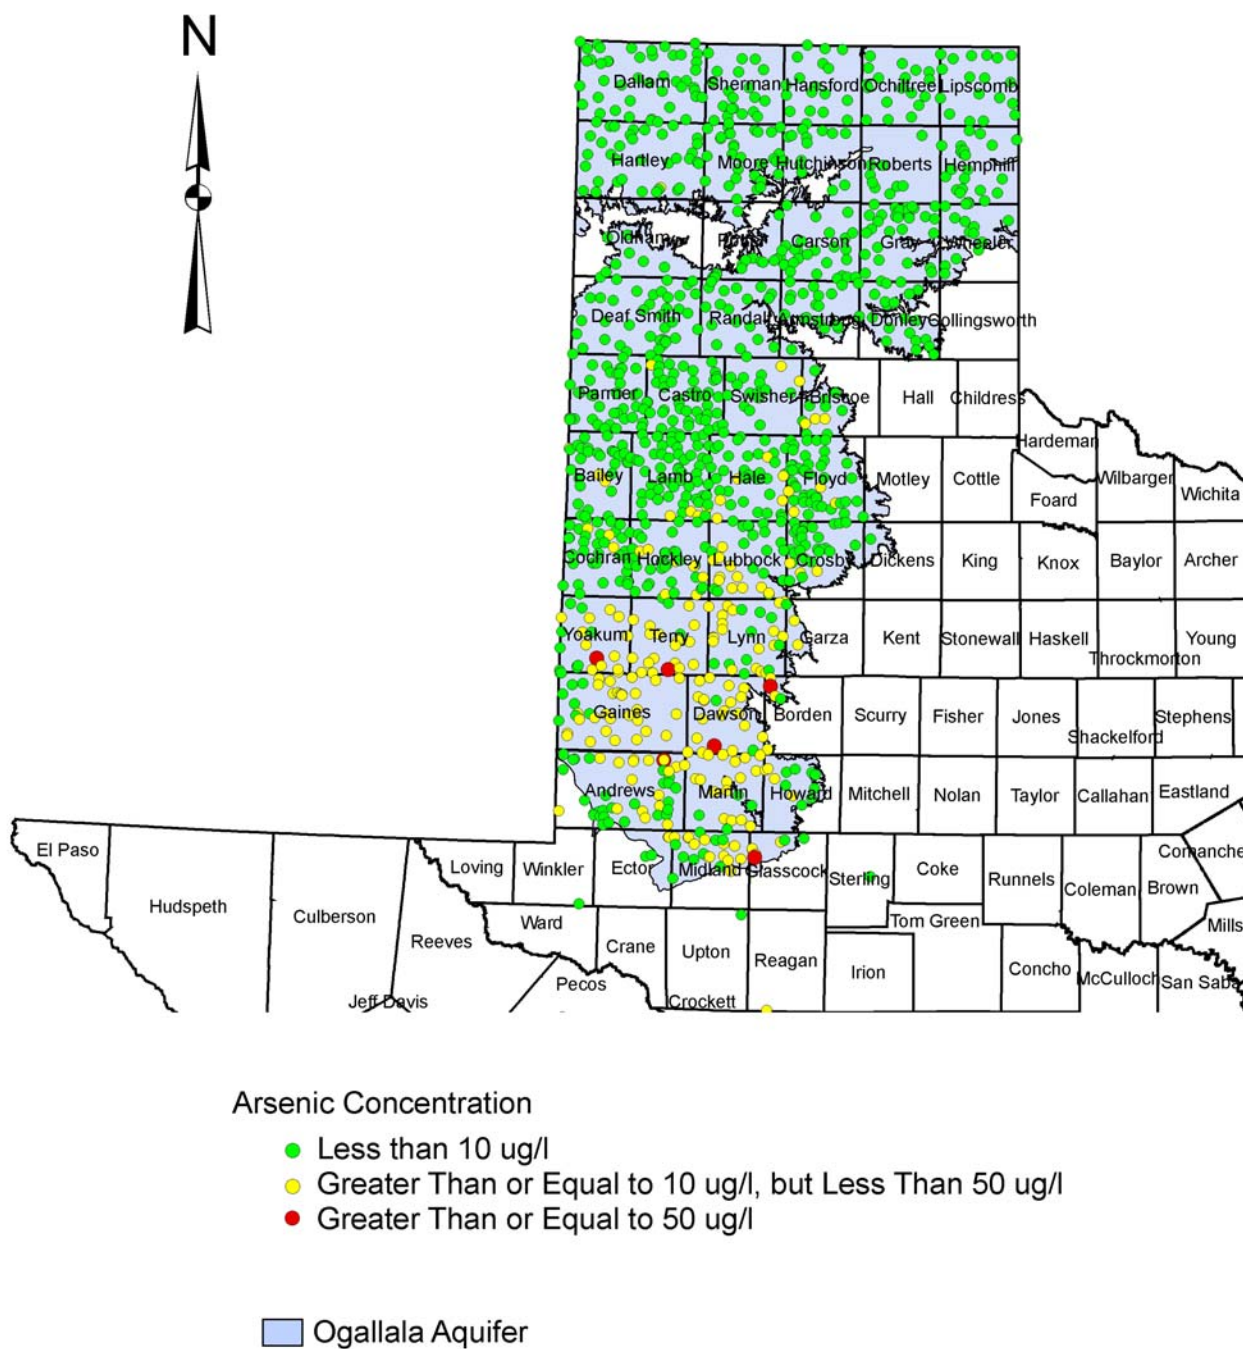 N
Dallam Sherman Hansford Ochiltree Lipscomb
Hartley Moore Hutchinson Roberts Hemphill
Oldham Potter Carson Gray Wheeler
Deaf Smith Randall Armstrong Donley Collingsworth
Parmer Castro Swisher Briscoe Hall Childress
Hardeman
Bailey Lamb Hale Floyd Motley Cottle Foard Wilbarger Wichita
Cochran Hockley Lubbock Crosby Dickens King Knox Baylor Archer
Yoakum Terry Lynn Garza Kent Stonewall Haskell Throckmorton Young
Gaines Dawson Borden Scurry Fisher Jones Shackelford Stephens
Andrews Martin Howard Mitchell Nolan Taylor Callahan Eastland
El Paso Loving Winkler Ector Midland Glasscock Sterling Coke Runnels Coleman Brown Comanche
Hudspeth Culberson Reeves Ward Crane Upton Reagan Tom Green Mills
Irion Concho McCulloch San Saba
Jeff Davis Pecos Crockett
Arsenic Concentration
Less than 10 ug/l
Greater Than or Equal to 10 ug/l, but Less Than 50 ug/l
Greater Than or Equal to 50 ug/l
Ogallala Aquifer